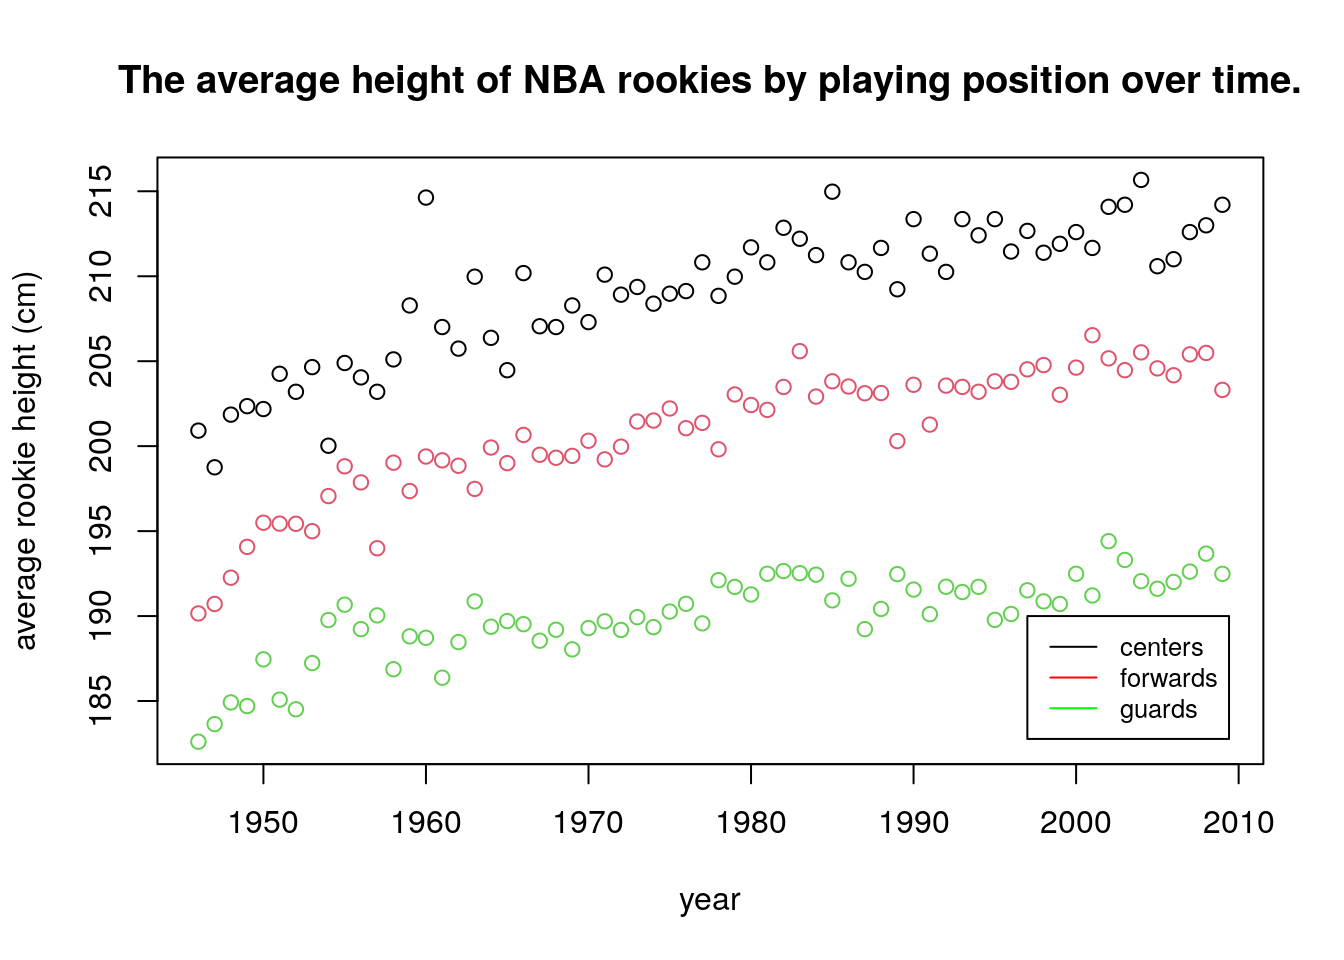 The average height of NBA rookies by playing position over time.
average rookie height (cm)
215
210
205
200
195
190
185
centers
forwards
guards
1950 1960 1970 1980 1990 2000 2010
year